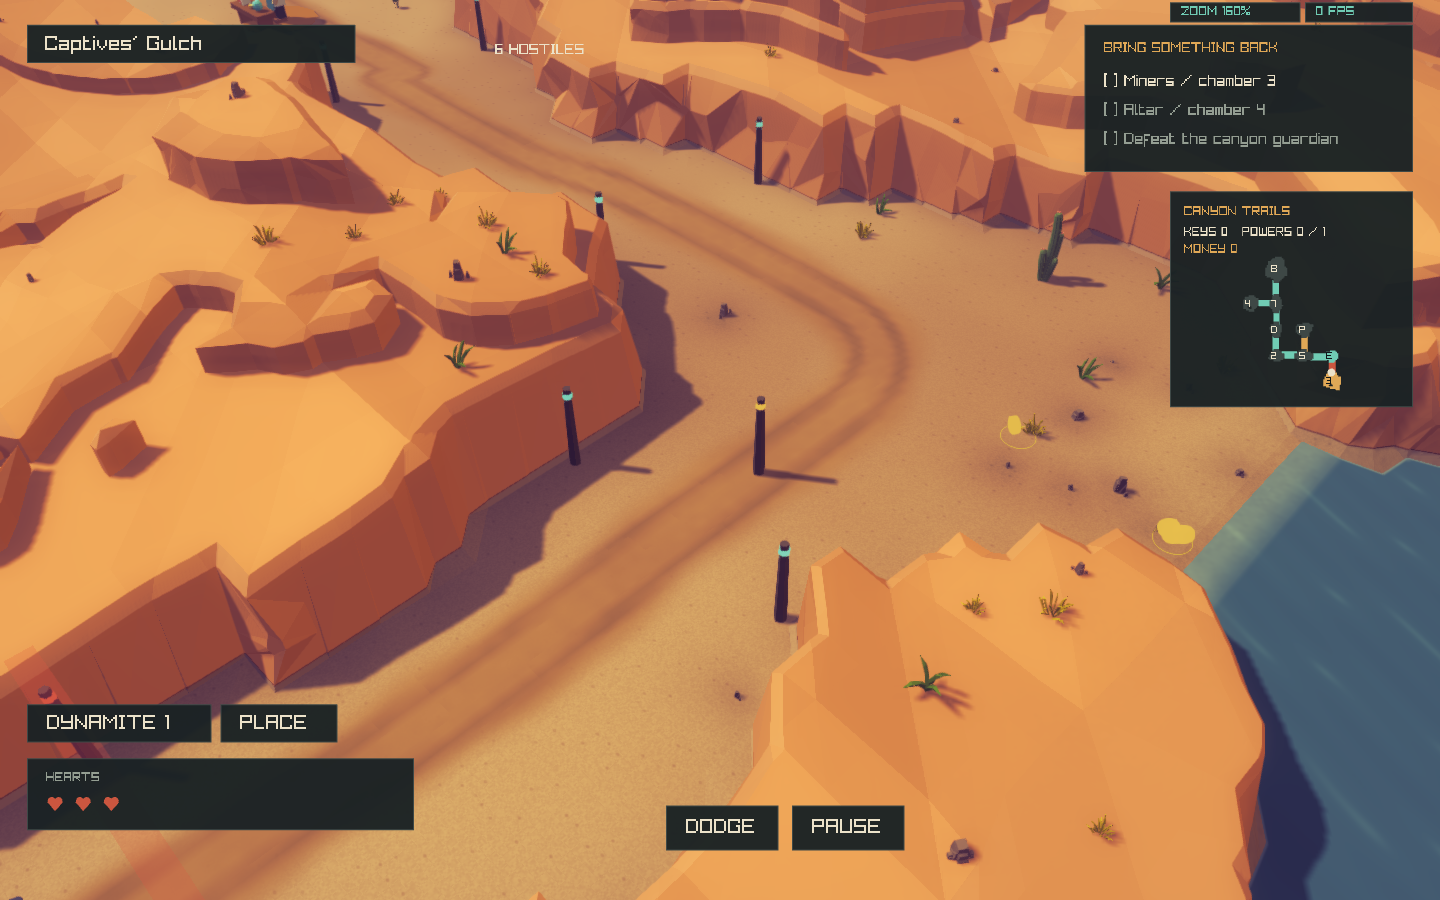 ZOOM 160%
0 FPS
Captives' Gulch
6 HOSTILES
BRING SOMETHING BACK
[ ] Miners / chamber 3
[ ] Altar / chamber 4
[ ] Defeat the canyon guardian
CANYON TRAILS
KEYS 0 POWERS 0 / 1
MONEY 0
B
4 7
D P
2 S E
3
DYNAMITE 1
PLACE
HEARTS
DODGE
PAUSE